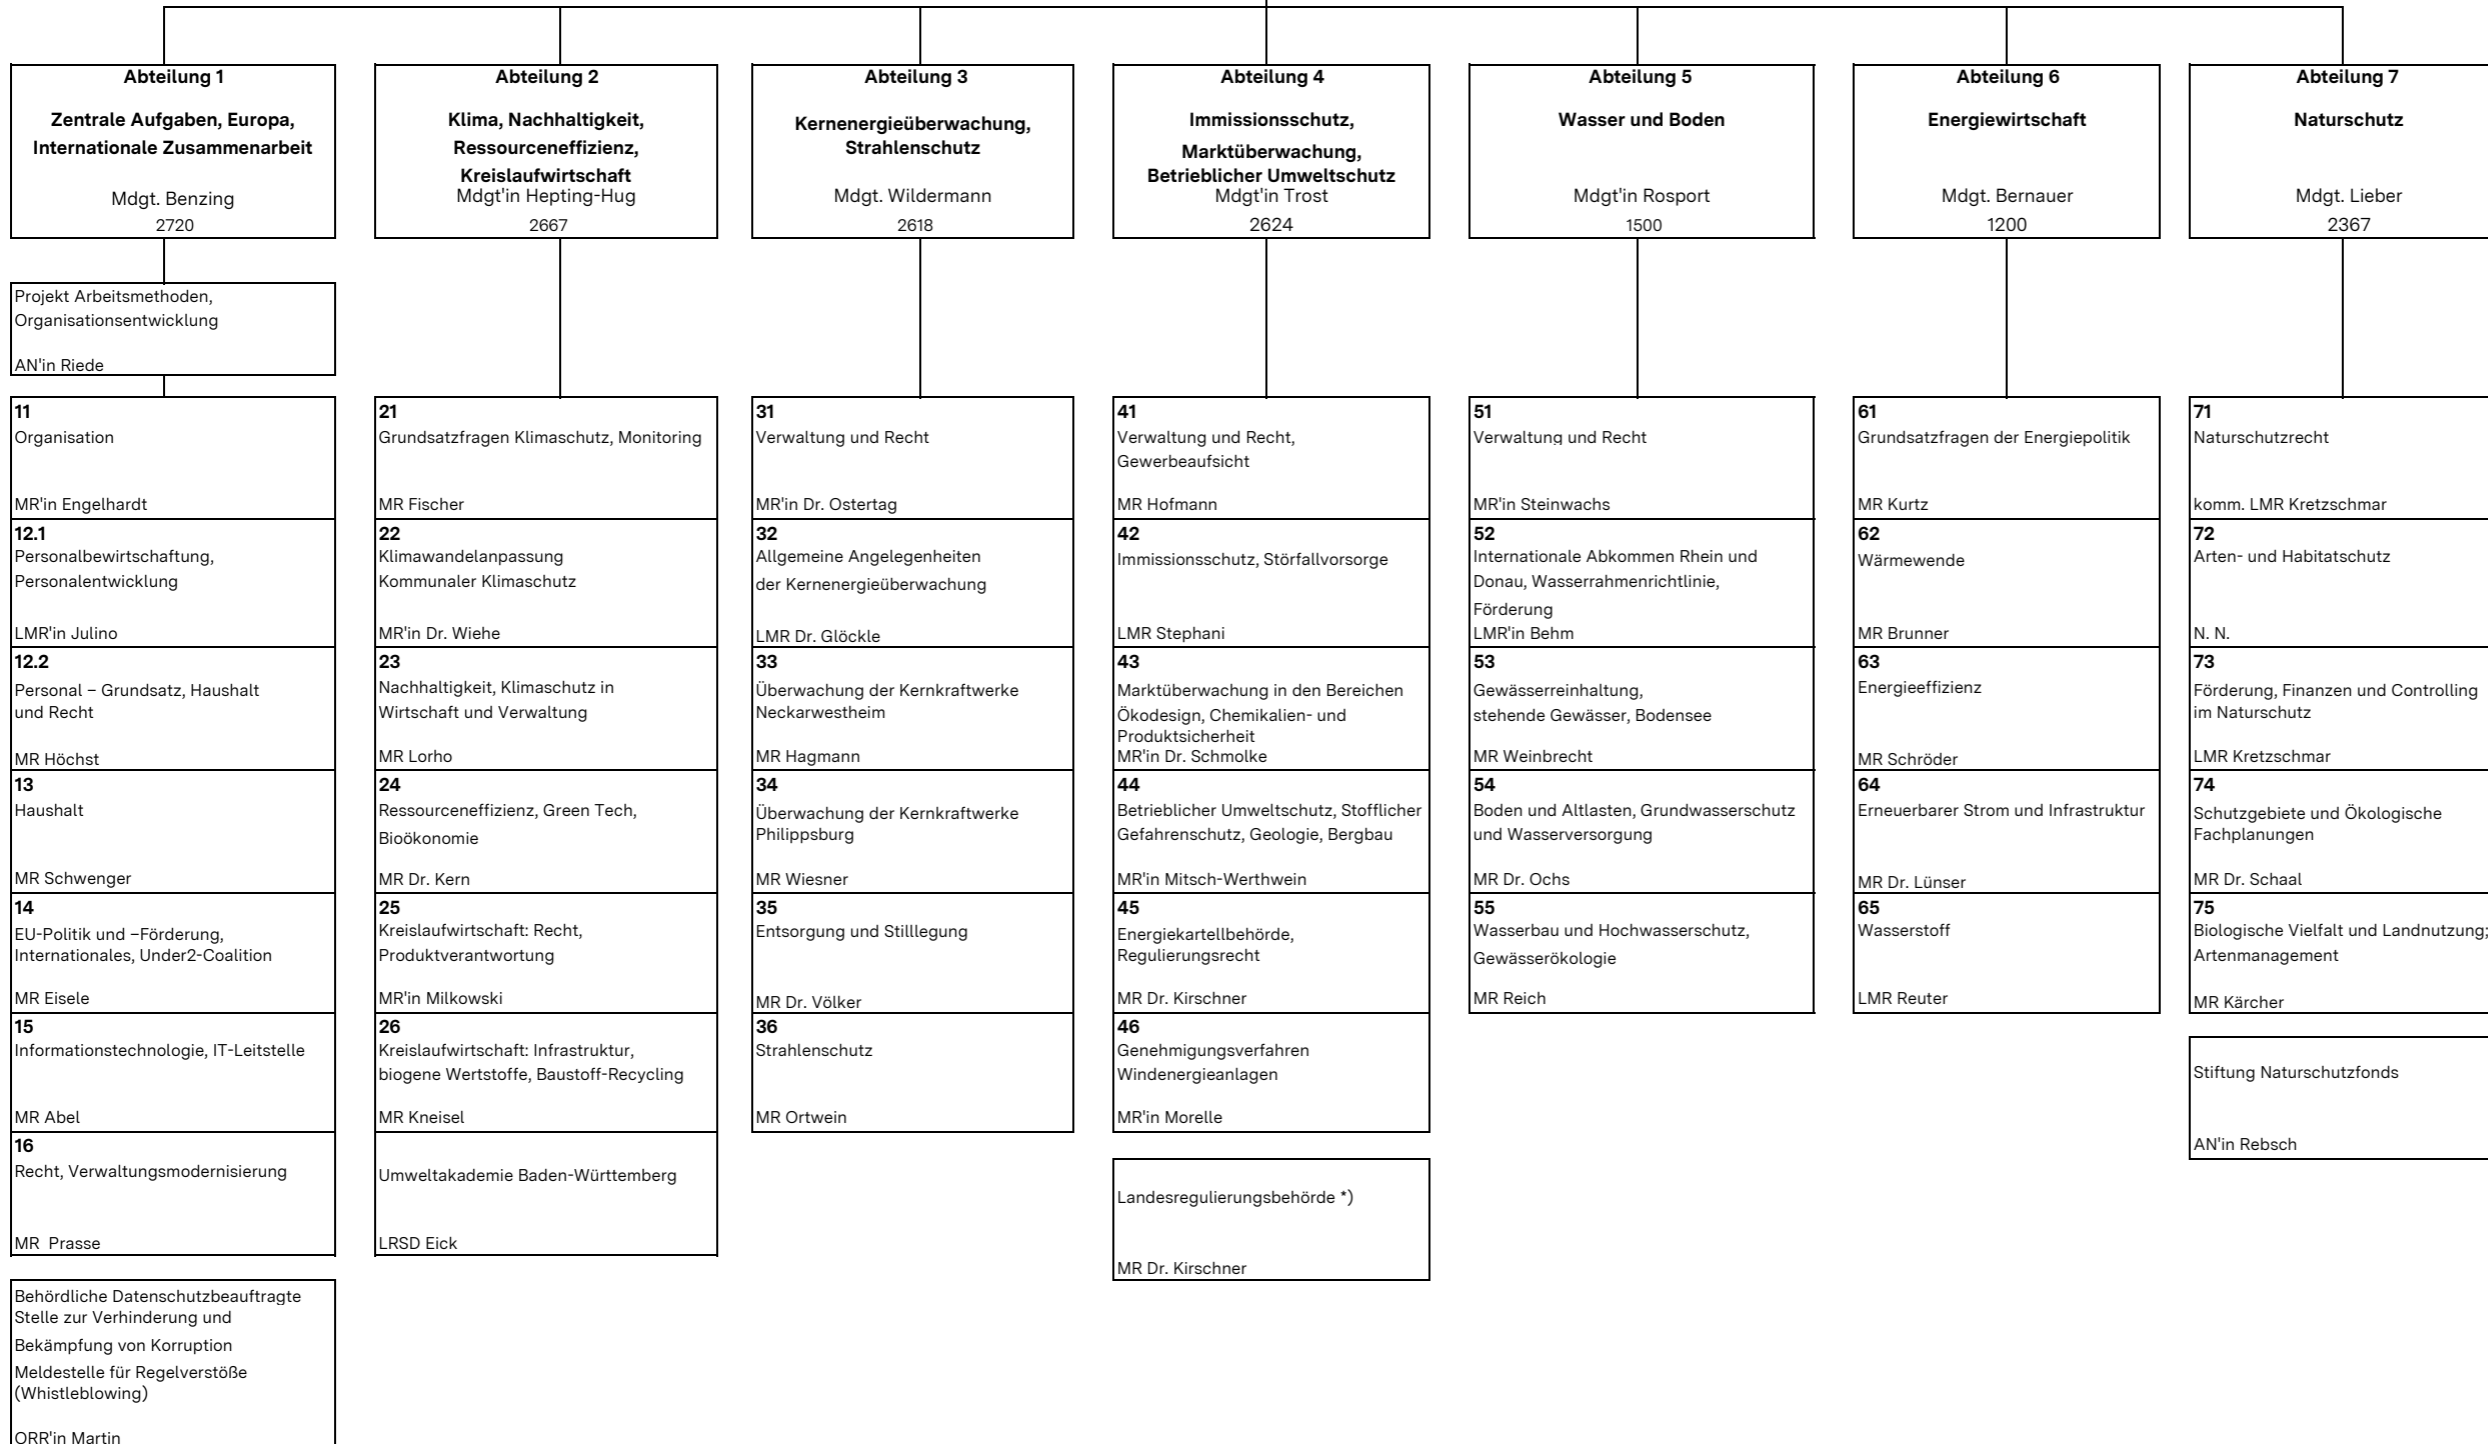 Abteilung 1
Zentrale Aufgaben, Europa,
Internationale Zusammenarbeit
Mdgt. Benzing
2720
Projekt Arbeitsmethoden,
Organisationsentwicklung
AN'in Riede
11
Organisation
MR'in Engelhardt
12.1
Personalbewirtschaftung,
Personalentwicklung
LMR'in Julino
12.2
Personal – Grundsatz, Haushalt
und Recht
MR Höchst
13
Haushalt
MR Schwenger
14
EU-Politik und –Förderung,
Internationales, Under2-Coalition
MR Eisele
15
Informationstechnologie, IT-Leitstelle
MR Abel
16
Recht, Verwaltungsmodernisierung
MR Prasse
Behördliche Datenschutzbeauftragte
Stelle zur Verhinderung und
Bekämpfung von Korruption
Meldestelle für Regelverstöße
(Whistleblowing)
ORR'in Martin
Abteilung 2
Klima, Nachhaltigkeit,
Ressourceneffizienz,
Kreislaufwirtschaft
Mdgt'in Hepting-Hug
2667
21
Grundsatzfragen Klimaschutz, Monitoring
MR Fischer
22
Klimawandelanpassung
Kommunaler Klimaschutz
MR'in Dr. Wiehe
23
Nachhaltigkeit, Klimaschutz in
Wirtschaft und Verwaltung
MR Lorho
24
Ressourceneffizienz, Green Tech,
Bioökonomie
MR Dr. Kern
25
Kreislaufwirtschaft: Recht,
Produktverantwortung
MR'in Milkowski
26
Kreislaufwirtschaft: Infrastruktur,
biogene Wertstoffe, Baustoff-Recycling
MR Kneisel
Umweltakademie Baden-Württemberg
LRSD Eick
Abteilung 3
Kernenergieüberwachung,
Strahlenschutz
Mdgt. Wildermann
2618
31
Verwaltung und Recht
MR'in Dr. Ostertag
32
Allgemeine Angelegenheiten
der Kernenergieüberwachung
LMR Dr. Glöckle
33
Überwachung der Kernkraftwerke
Neckarwestheim
MR Hagmann
34
Überwachung der Kernkraftwerke
Philippsburg
MR Wiesner
35
Entsorgung und Stilllegung
MR Dr. Völker
36
Strahlenschutz
MR Ortwein
Abteilung 4
Immissionsschutz,
Marktüberwachung,
Betrieblicher Umweltschutz
Mdgt'in Trost
2624
41
Verwaltung und Recht,
Gewerbeaufsicht
MR Hofmann
42
Immissionsschutz, Störfallvorsorge
LMR Stephani
43
Marktüberwachung in den Bereichen
Ökodesign, Chemikalien- und
Produktsicherheit
MR'in Dr. Schmolke
44
Betrieblicher Umweltschutz, Stofflicher
Gefahrenschutz, Geologie, Bergbau
MR'in Mitsch-Werthwein
45
Energiekartellbehörde,
Regulierungsrecht
MR Dr. Kirschner
46
Genehmigungsverfahren
Windenergieanlagen
MR'in Morelle
Landesregulierungsbehörde *)
MR Dr. Kirschner
Abteilung 5
Wasser und Boden
Mdgt'in Rosport
1500
51
Verwaltung und Recht
MR'in Steinwachs
52
Internationale Abkommen Rhein und
Donau, Wasserrahmenrichtlinie,
Förderung
LMR'in Behm
53
Gewässerreinhaltung,
stehende Gewässer, Bodensee
MR Weinbrecht
54
Boden und Altlasten, Grundwasserschutz
und Wasserversorgung
MR Dr. Ochs
55
Wasserbau und Hochwasserschutz,
Gewässerökologie
MR Reich
Abteilung 6
Energiewirtschaft
Mdgt. Bernauer
1200
61
Grundsatzfragen der Energiepolitik
MR Kurtz
62
Wärmewende
MR Brunner
63
Energieeffizienz
MR Schröder
64
Erneuerbarer Strom und Infrastruktur
MR Dr. Lünser
65
Wasserstoff
LMR Reuter
Abteilung 7
Naturschutz
Mdgt. Lieber
2367
71
Naturschutzrecht
komm. LMR Kretzschmar
72
Arten- und Habitatschutz
N. N.
73
Förderung, Finanzen und Controlling
im Naturschutz
LMR Kretzschmar
74
Schutzgebiete und Ökologische
Fachplanungen
MR Dr. Schaal
75
Biologische Vielfalt und Landnutzung;
Artenmanagement
MR Kärcher
Stiftung Naturschutzfonds
AN'in Rebsch